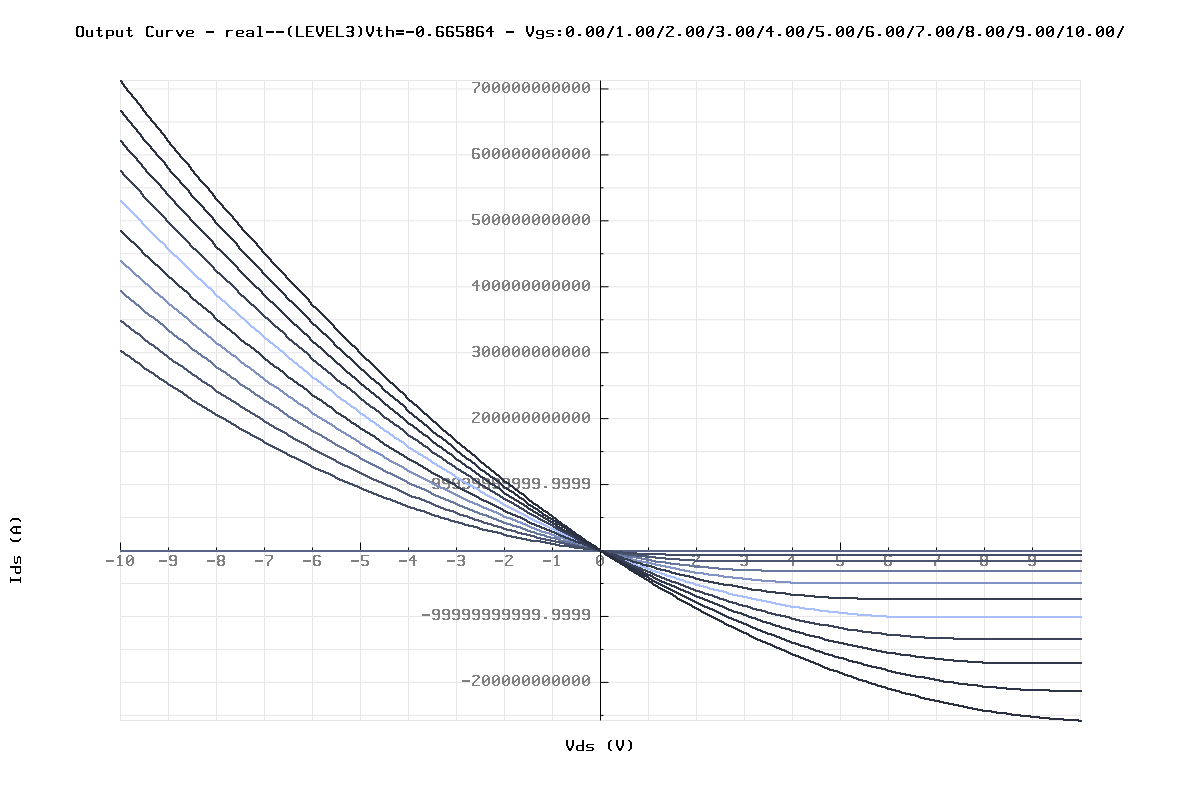 Output Curve - real--(LEVEL3)Vth=-0.665864 - Vgs:0.00/1.00/2.00/3.00/4.00/5.00/6.00/7.00/8.00/9.00/10.00/
700000000000
600000000000
500000000000
400000000000
300000000000
200000000000
99999999999.9999
-10 -9 -8 -7 -6 -5 -4 -3 -2 -1 0 1 2 3 4 5 6 7 8 9
-99999999999.9999
-200000000000
Ids (A)
Vds (V)